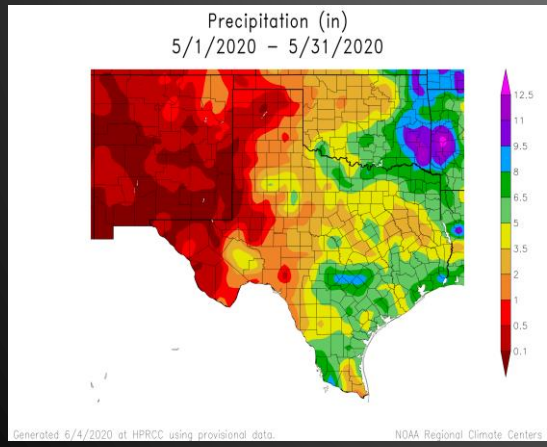 Precipitation (in)
5/1/2020 – 5/31/2020
12.5
11
9.5
8
6.5
5
3.5
2
1
0.5
0.1
Generated 6/4/2020 at HPRCC using provisional data.
NOAA Regional Climate Centers